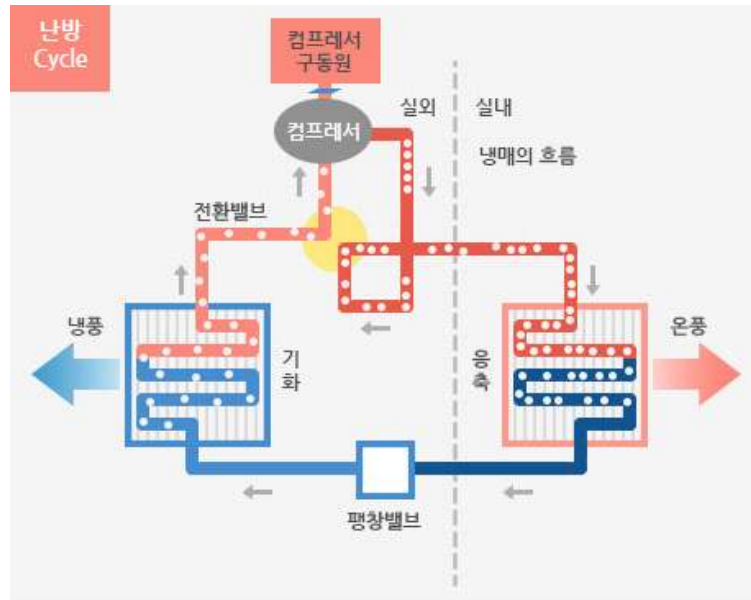 난방
Cycle
컴프레서
구동원
컴프레서
실외
실내
냉매의 흐름
전환밸브
냉풍
기
화
응
축
온풍
팽창밸브